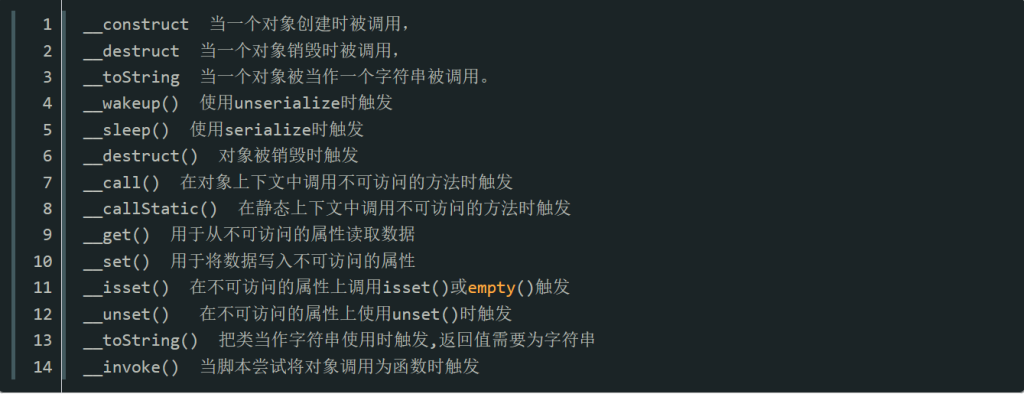 1 __construct 当一个对象创建时被调用，
2 __destruct 当一个对象销毁时被调用，
3 __toString 当一个对象被当作一个字符串被调用。
4 __wakeup() 使用unserialize时触发
5 __sleep() 使用serialize时触发
6 __destruct() 对象被销毁时触发
7 __call() 在对象上下文中调用不可访问的方法时触发
8 __callStatic() 在静态上下文中调用不可访问的方法时触发
9 __get() 用于从不可访问的属性读取数据
10 __set() 用于将数据写入不可访问的属性
11 __isset() 在不可访问的属性上调用isset()或empty()触发
12 __unset() 在不可访问的属性上使用unset()时触发
13 __toString() 把类当作字符串使用时触发,返回值需要为字符串
14 __invoke() 当脚本尝试将对象调用为函数时触发